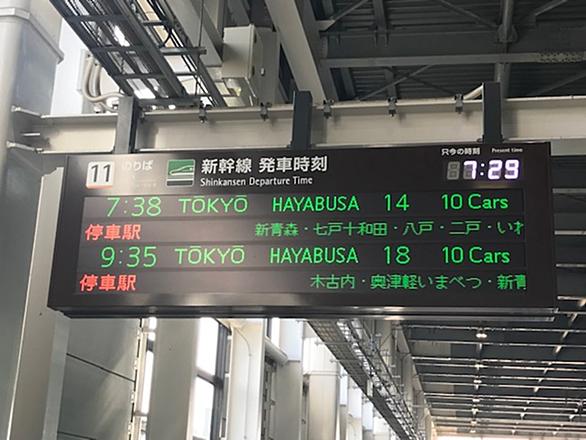 11 のりば 新幹線 発車時刻 只今の時刻 Present time
Shinkansen Departure Time 7:29
7:38 TŌKYŌ HAYABUSA 14 10 Cars
停車駅 新青森・七戸十和田・八戸・二戸・いわ
9:35 TŌKYŌ HAYABUSA 18 10 Cars
停車駅 木古内・奥津軽いまべつ・新青